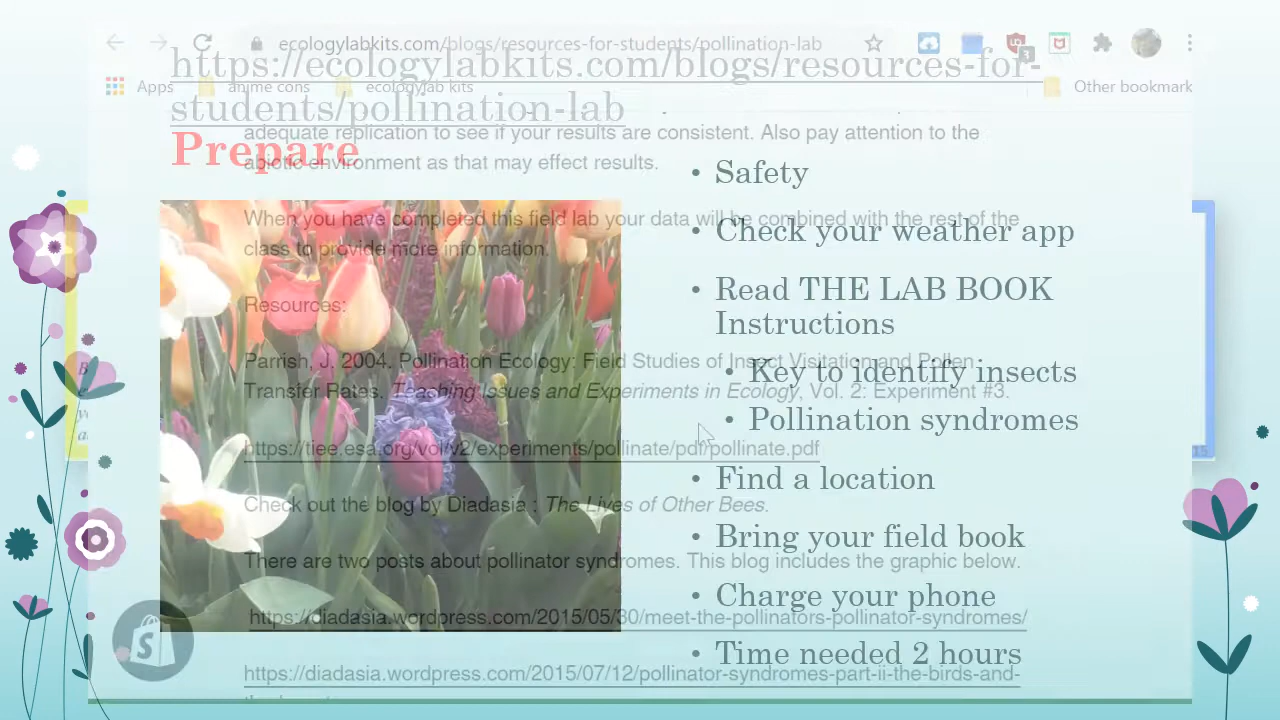 ecologylabkits.com/blogs/resources-for-students/pollination-lab
https://ecologylabkits.com/blogs/resources-for-
students/pollination-lab
Apps
anime cons
ecologylab kits
Other bookmark
Prepare
adequate replication to see if your results are consistent. Also pay attention to the
abiotic environment as that may effect results.
When you have completed this field lab your data will be combined with the rest of the
class to provide more information.
Resources:
Parrish, J. 2004. Pollination Ecology: Field Studies of Insect Visitation and Pollen
Transfer Rates. Teaching Issues and Experiments in Ecology, Vol. 2: Experiment #3.
https://tiee.esa.org/vol/v2/experiments/pollinate/pdf/pollinate.pdf
Check out the blog by Diadasia : The Lives of Other Bees.
There are two posts about pollinator syndromes. This blog includes the graphic below.
https://diadasia.wordpress.com/2015/05/30/meet-the-pollinators-pollinator-syndromes/
https://diadasia.wordpress.com/2015/07/12/pollinator-syndromes-part-ii-the-birds-and-
• Safety
• Check your weather app
• Read THE LAB BOOK
Instructions
• Key to identify insects
• Pollination syndromes
• Find a location
• Bring your field book
• Charge your phone
• Time needed 2 hours
15